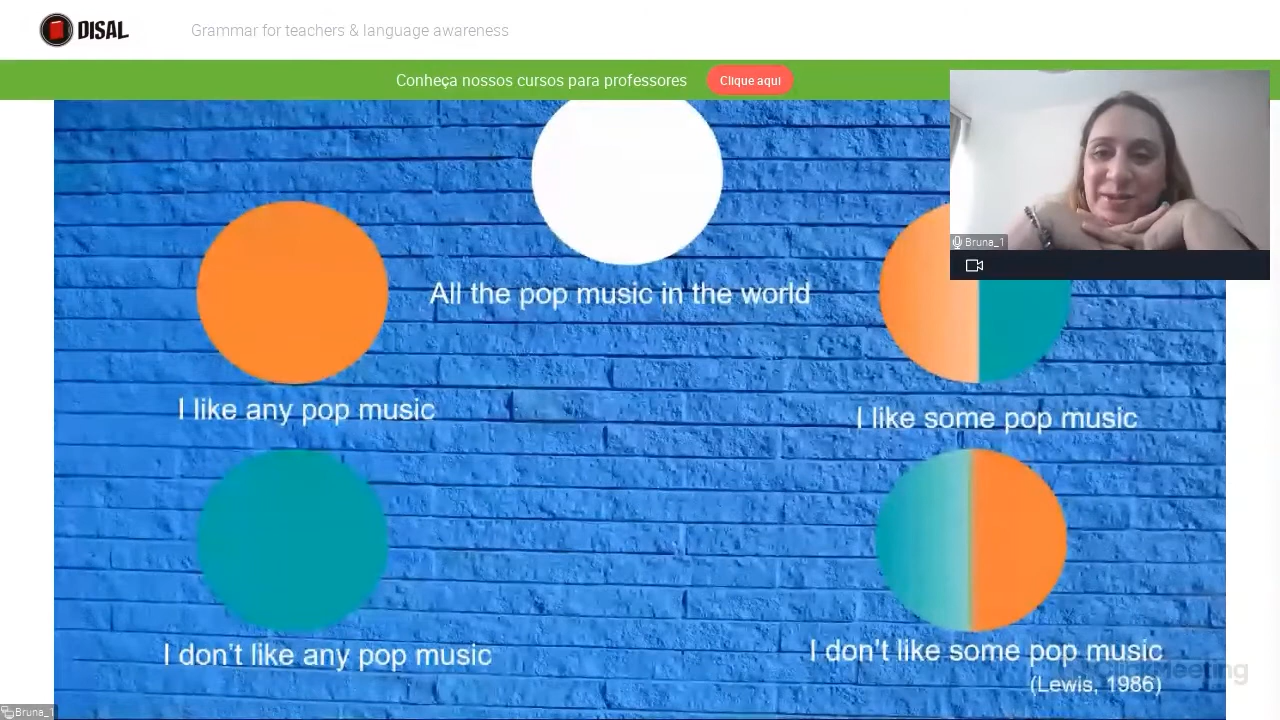 DISAL
Grammar for teachers & language awareness
Conheça nossos cursos para professores
Clique aqui
Bruna_1
All the pop music in the world
I like any pop music
I like some pop music
I don't like any pop music
I don't like some pop music
(Lewis, 1986)
Meeting
Bruna_1